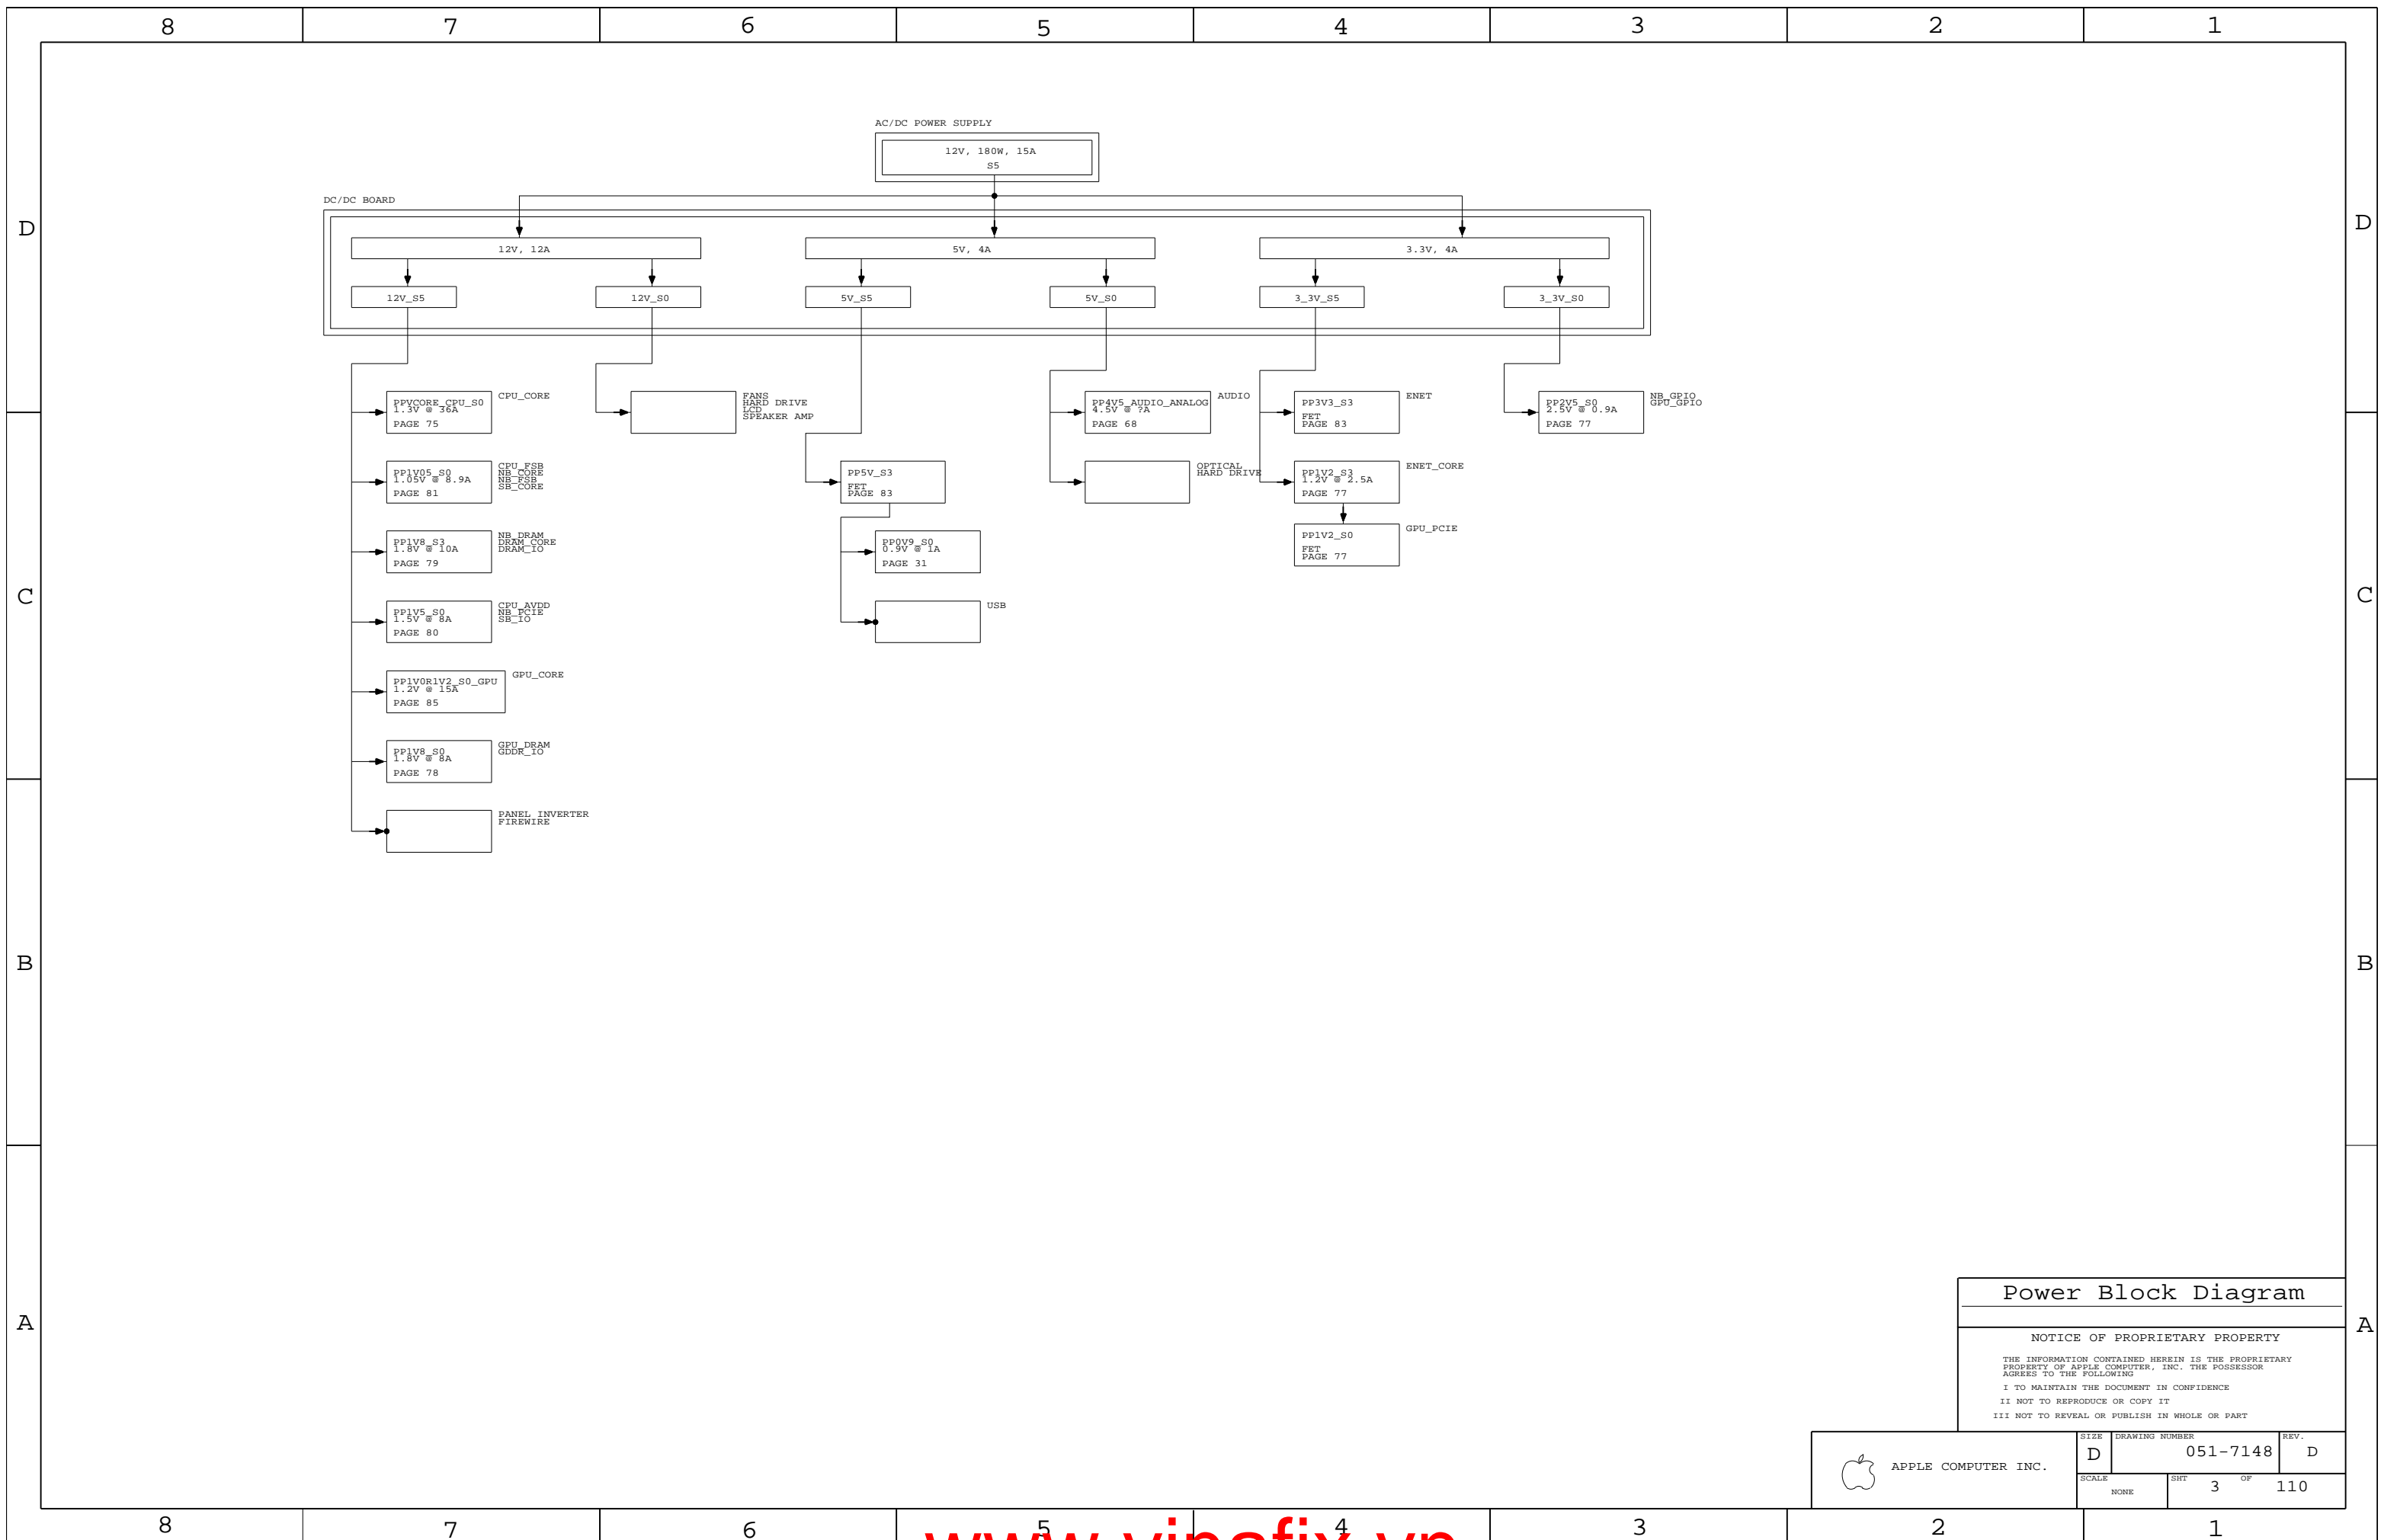 8 7 6 5 4 3 2 1
AC/DC POWER SUPPLY
12V, 180W, 15A
S5
DC/DC BOARD
D D
12V, 12A 5V, 4A 3.3V, 4A
12V_S5 12V_S0 5V_S5 5V_S0 3_3V_S5 3_3V_S0
PPVCORE_CPU_S0
1.3V @ 36A
PAGE 75
CPU_CORE
FANS
HARD DRIVE
LCD
SPEAKER AMP
PP4V5_AUDIO_ANALOG
4.5V @ ?A
PAGE 68
AUDIO
PP3V3_S3
FET
PAGE 83
ENET
PP2V5_S0
2.5V @ 0.9A
PAGE 77
NB_GPIO
GPU_GPIO
PP1V05_S0
1.05V @ 8.9A
PAGE 81
CPU_FSB
NB_CORE
NB_FSB
SB_CORE
PP5V_S3
FET
PAGE 83
OPTICAL
HARD DRIVE
PP1V2_S3
1.2V @ 2.5A
PAGE 77
ENET_CORE
PP1V8_S3
1.8V @ 10A
PAGE 79
NB_DRAM
DRAM_CORE
DRAM_IO
PP0V9_S0
0.9V @ 1A
PAGE 31
PP1V2_S0
FET
PAGE 77
GPU_PCIE
C C
PP1V5_S0
1.5V @ 8A
PAGE 80
CPU_AVDD
NB_PCIE
SB_IO
USB
PP1V0R1V2_S0_GPU
1.2V @ 15A
PAGE 85
GPU_CORE
PP1V8_S0
1.8V @ 8A
PAGE 78
GPU_DRAM
GDDR_IO
PANEL INVERTER
FIREWIRE
B B
A A
Power Block Diagram
NOTICE OF PROPRIETARY PROPERTY
THE INFORMATION CONTAINED HEREIN IS THE PROPRIETARY
PROPERTY OF APPLE COMPUTER, INC. THE POSSESSOR
AGREES TO THE FOLLOWING
I TO MAINTAIN THE DOCUMENT IN CONFIDENCE
II NOT TO REPRODUCE OR COPY IT
III NOT TO REVEAL OR PUBLISH IN WHOLE OR PART
APPLE COMPUTER INC.
SIZE DRAWING NUMBER REV.
D 051-7148 D
SCALE SHT OF
NONE 3 110
8 7 6 5 4 3 2 1
www.vinafix.vn